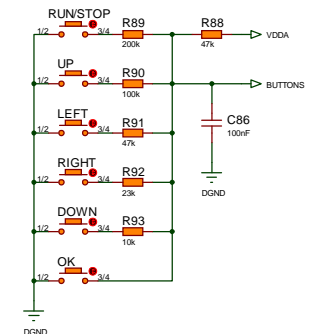 RUN/STOP
R89
R88
1/2
3/4
200k
47k
VDDA
UP
R90
1/2
3/4
100k
BUTTONS
LEFT
R91
C86
1/2
3/4
47k
100nF
RIGHT
R92
DGND
1/2
3/4
23k
DOWN
R93
1/2
3/4
10k
OK
1/2
3/4
DGND